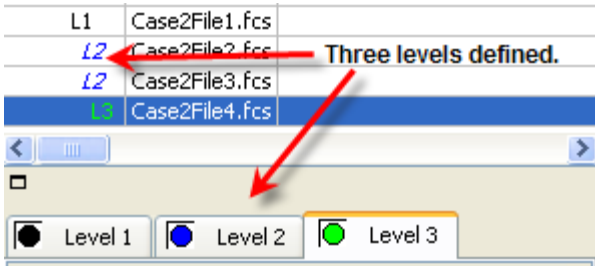 L1 Case2File1.fcs
L2 Case2File2.fcs Three levels defined.
L2 Case2File3.fcs
L3 Case2File4.fcs
Level 1 Level 2 Level 3